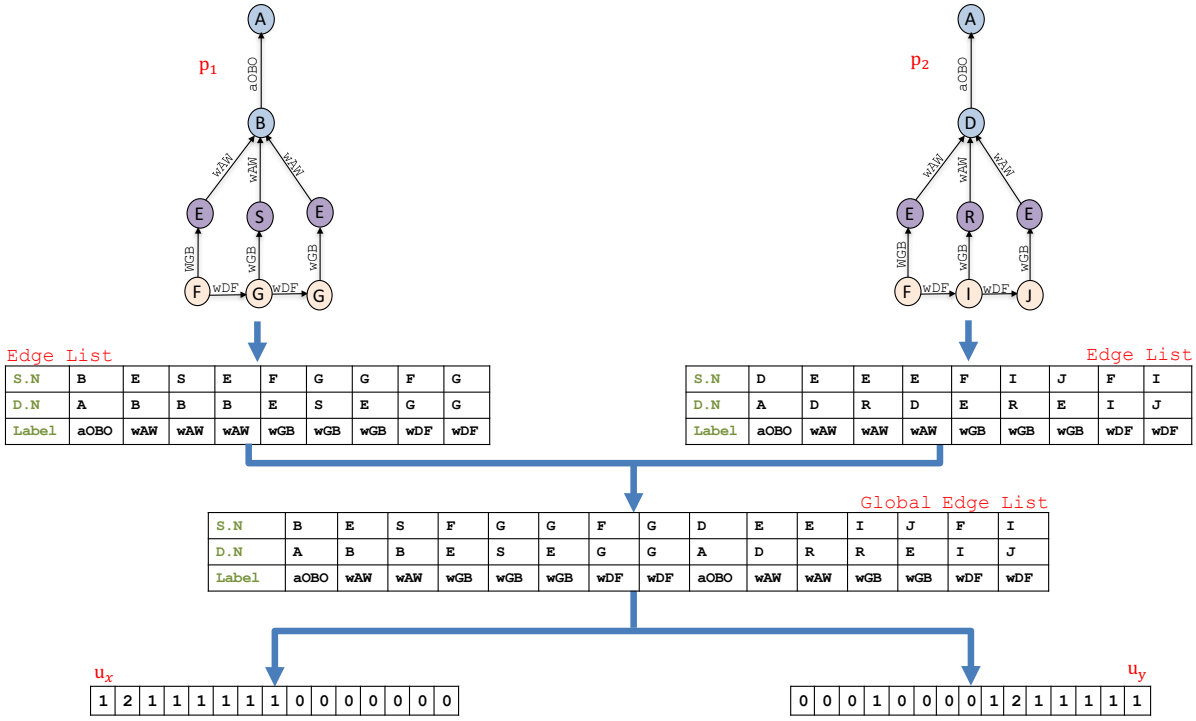 A
p₁
aOBO
B
wAW wAW wAW
E S E
WGB wGB wGB
F wDF G wDF G
A
p₂
aOBO
D
wAW wAW wAW
E R E
WGB wGB wGB
F wDF I wDF J
Edge List
S.N B E S E F G G F G
D.N A B B B E S E G G
Label aOBO wAW wAW wAW wGB wGB wGB wDF wDF
Edge List
S.N D E E E F I J F I
D.N A D R D E R E I J
Label aOBO wAW wAW wAW wGB wGB wGB wDF wDF
Global Edge List
S.N B E S F G G F G D E E I J F I
D.N A B B E S E G G A D R R E I J
Label aOBO wAW wAW wGB wGB wGB wDF wDF aOBO wAW wAW wGB wGB wDF wDF
uₓ
1 2 1 1 1 1 1 1 0 0 0 0 0 0 0
u_y
0 0 0 1 0 0 0 0 1 2 1 1 1 1 1